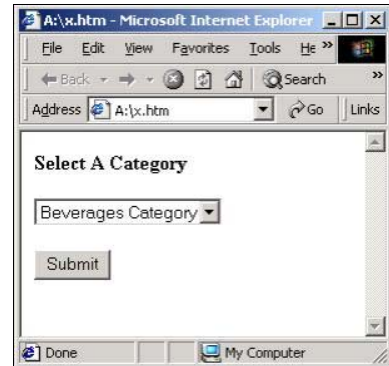 A:\x.htm - Microsoft Internet Explorer
File Edit View Favorites Tools He »
Back Search »
Address A:\x.htm Go Links
Select A Category
Beverages Category
Submit
Done My Computer